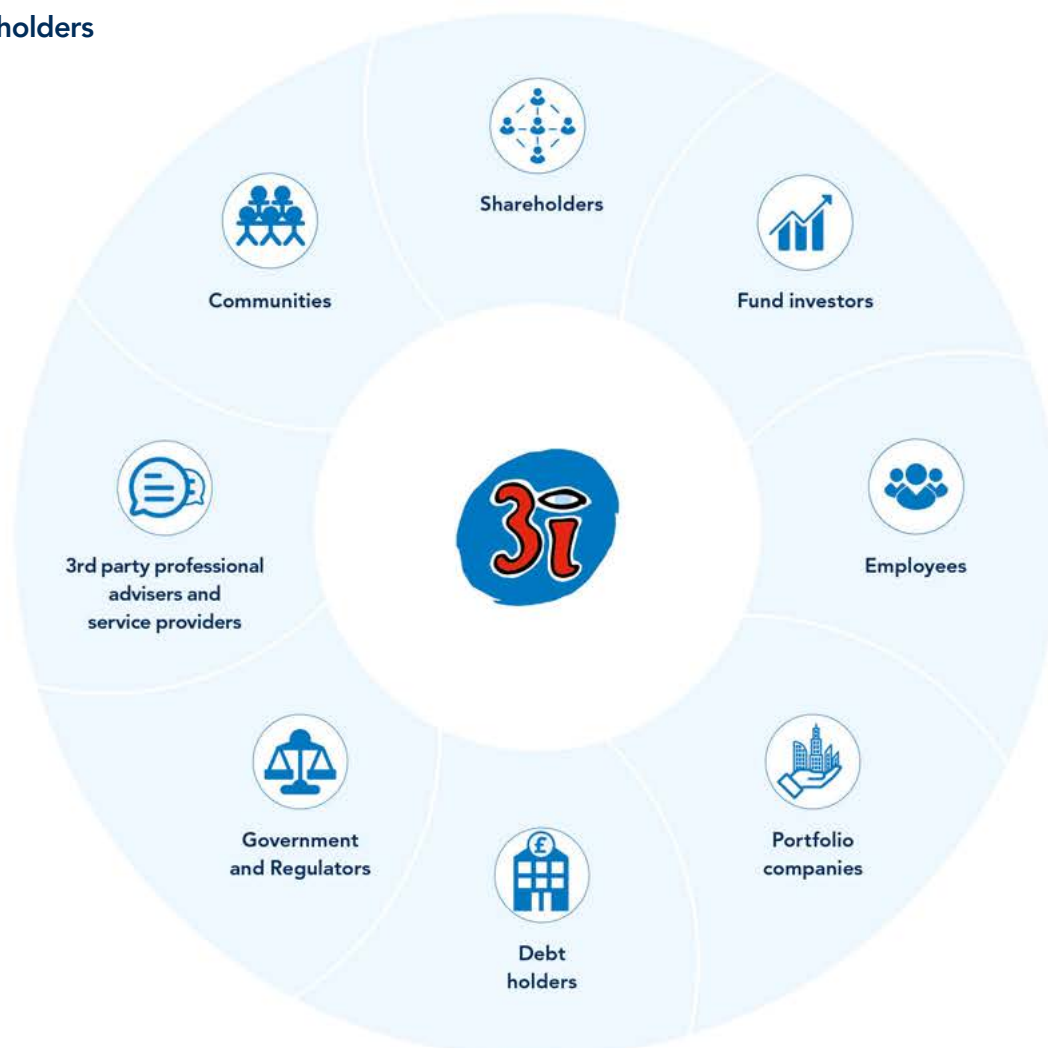 holders
Shareholders
Fund investors
Employees
Portfolio
companies
Debt
holders
Government
and Regulators
3rd party professional
advisers and
service providers
Communities
3i
£